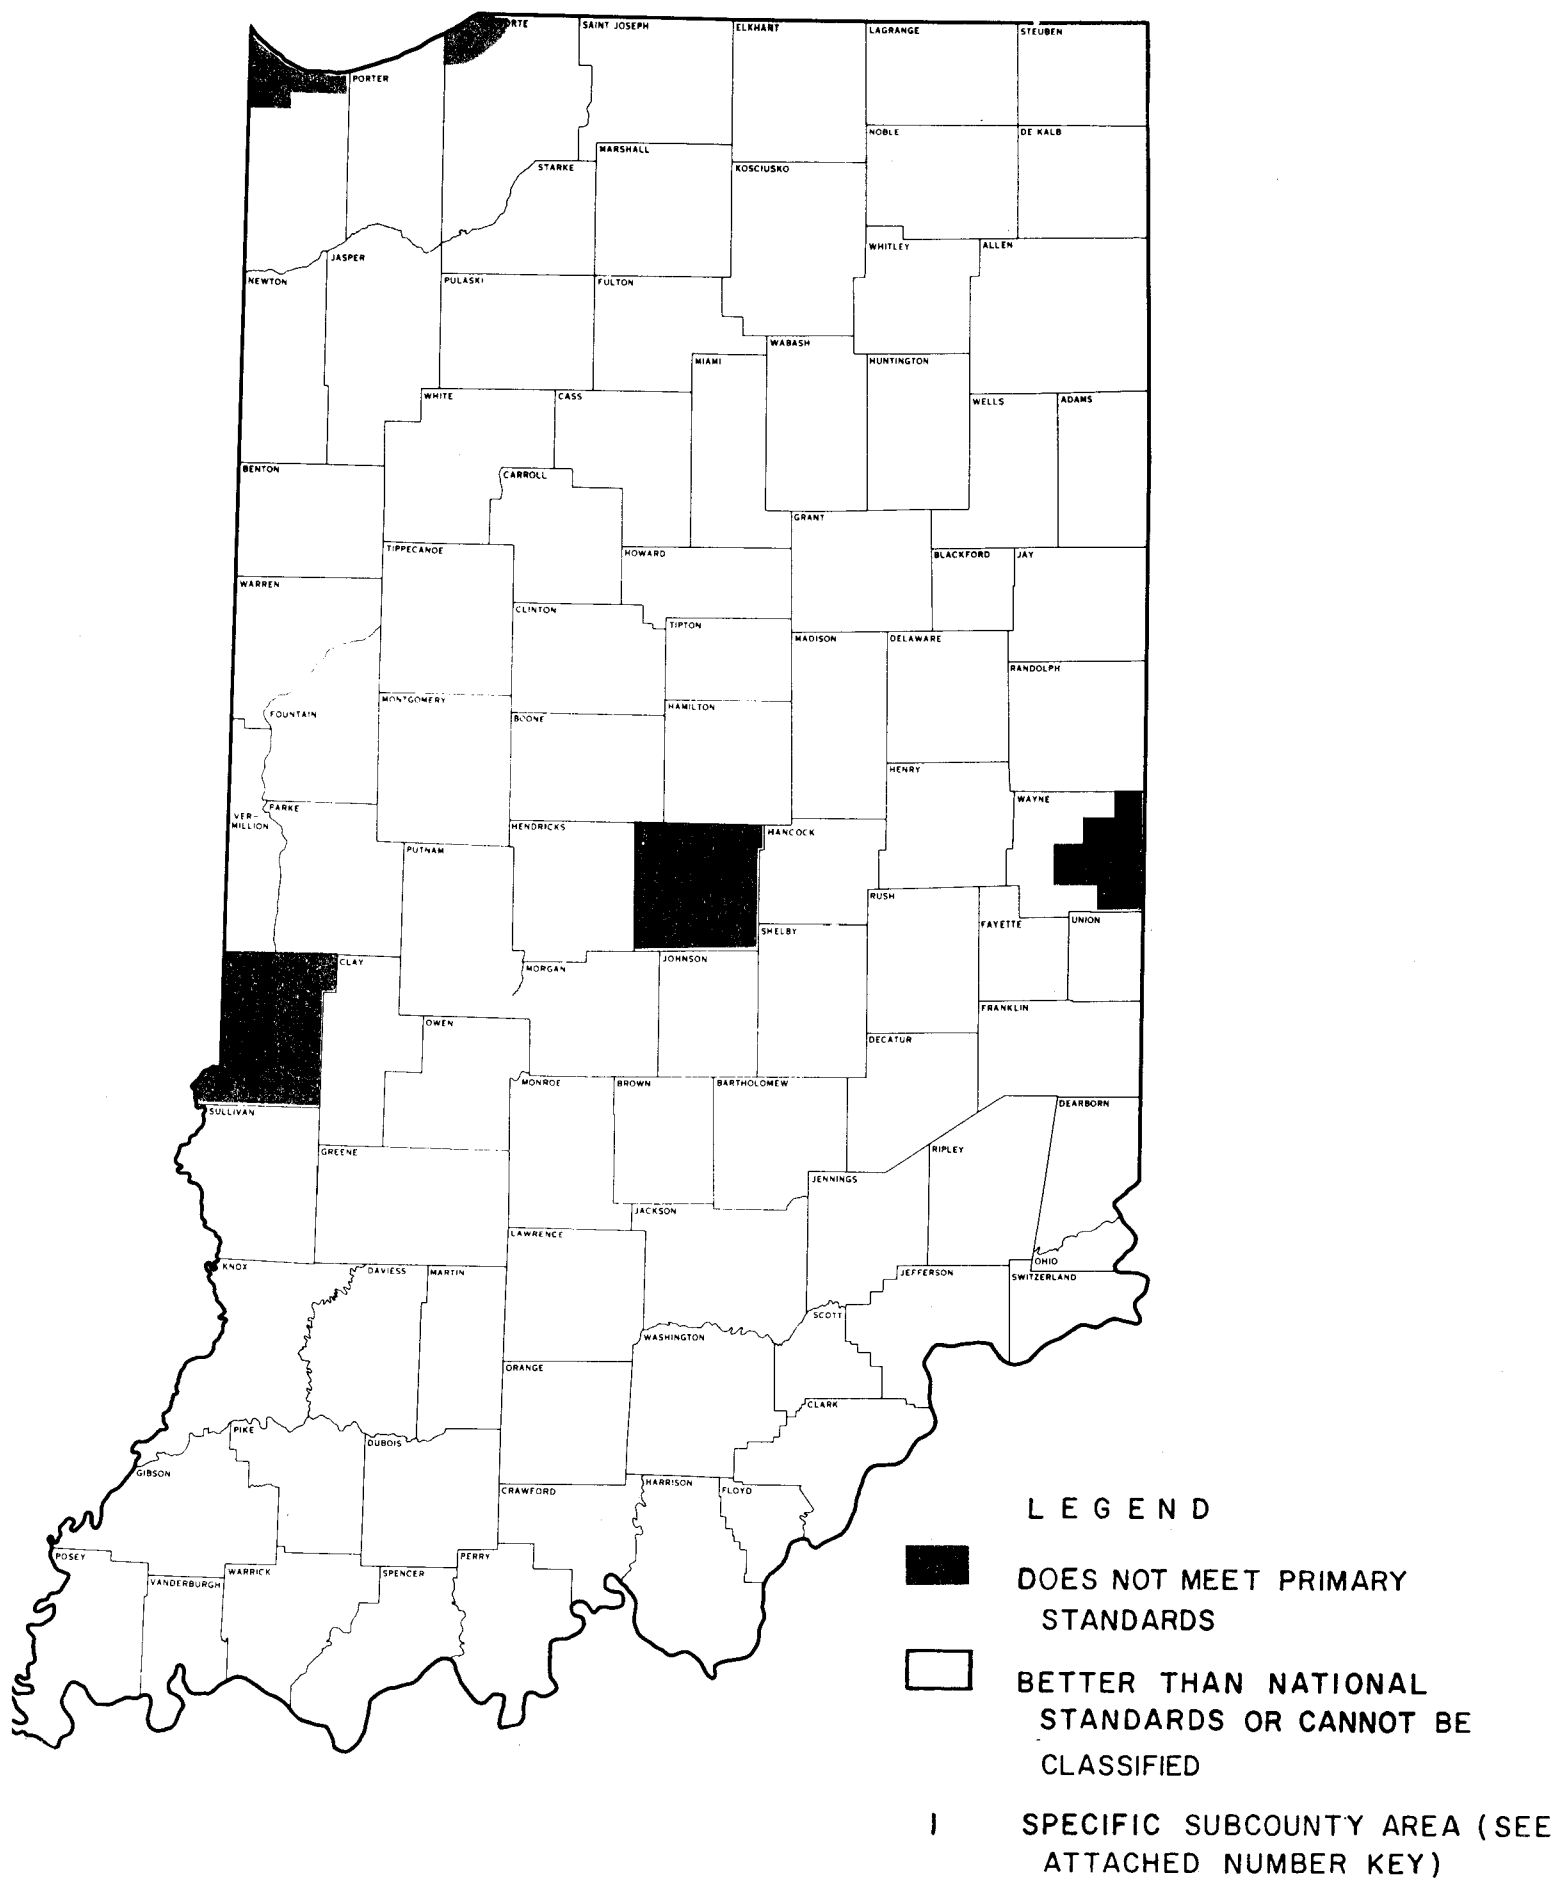 ORTE
SAINT JOSEPH
ELKHANT
LAGRANGE
STEUBEN
PORTER
NOBLE
DE KALB
MARSHALL
STARKE
KOSCIUSKO
WHITLEY
ALLEN
JASPER
NEWTON
PULASKI
FULTON
WABASH
MIAMI
HUNTINGTON
WHITE
CASS
WELLS
ADAMS
BENTON
CARROLL
GRANT
TIPPECANOE
HOWARD
BLACKFORD
JAY
WARREN
CLINTON
TIPTON
MADISON
DELAWARE
RANDOLPH
MONTGOMERY
HAMILTON
FOUNTAIN
BOONE
HENRY
WAYNE
PARKE
VER-
MILLION
HENDRICKS
HANCOCK
PUTNAM
RUSH
FAYETTE
UNION
SHELBY
CLAY
MORGAN
JOHNSON
FRANKLIN
OWEN
DECATUR
MONROE
BROWN
BARTHOLOMEW
DEARBORN
SULLIVAN
GREENE
RIPLEY
JENNINGS
JACKSON
LAWRENCE
OHIO
KNOX
DAVIESS
MARTIN
JEFFERSON
SWITZERLAND
SCOTT
WASHINGTON
ORANGE
CLARK
PIKE
DUBOIS
GIBSON
HARRISON
CRAWFORD
FLOYD
POSEY
PERRY
WARRICK
SPENCER
VANDERBURGH
LEGEND
DOES NOT MEET PRIMARY
STANDARDS
BETTER THAN NATIONAL
STANDARDS OR CANNOT BE
CLASSIFIED
1 SPECIFIC SUBCOUNTY AREA (SEE
ATTACHED NUMBER KEY)